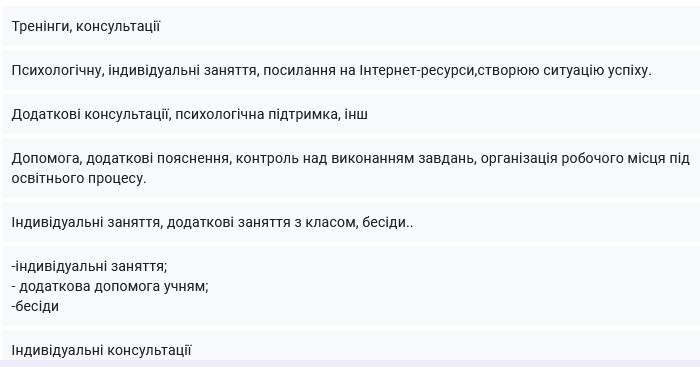 Тренінги, консультації
Психологічну, індивідуальні заняття, посилання на Інтернет-ресурси,створюю ситуацію успіху.
Додаткові консультації, психологічна підтримка, інш
Допомога, додаткові пояснення, контроль над виконанням завдань, організація робочого місця під
освітнього процесу.
Індивідуальні заняття, додаткові заняття з класом, бесіди..
-індивідуальні заняття;
- додаткова допомога учням;
-бесіди
Індивідуальні консультації